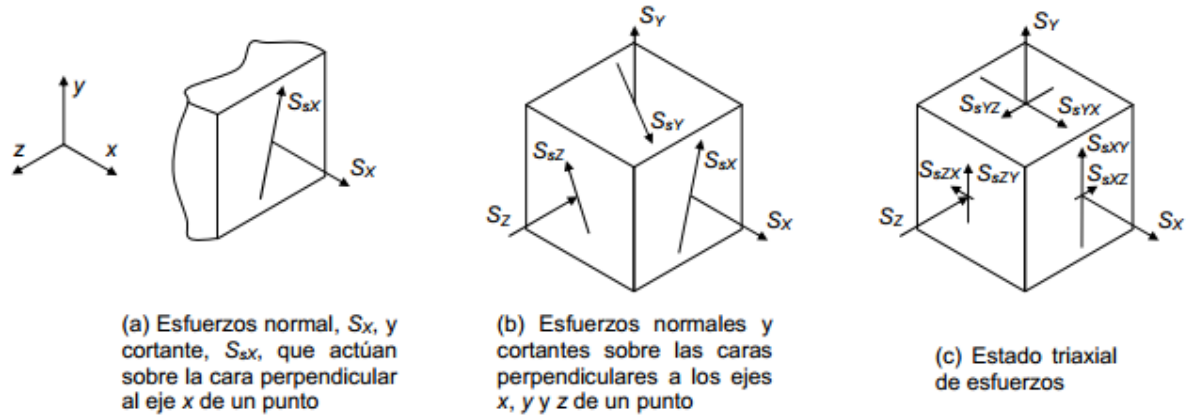 y
z
x
SsX
SX
SY
SsY
SsZ
SsX
SZ
SX
SY
SsYZ
SsYX
SsXY
SsZX
SsZY
SsXZ
SZ
SX
(a) Esfuerzos normal, SX, y
cortante, SsX, que actúan
sobre la cara perpendicular
al eje x de un punto
(b) Esfuerzos normales y
cortantes sobre las caras
perpendiculares a los ejes
x, y y z de un punto
(c) Estado triaxial
de esfuerzos